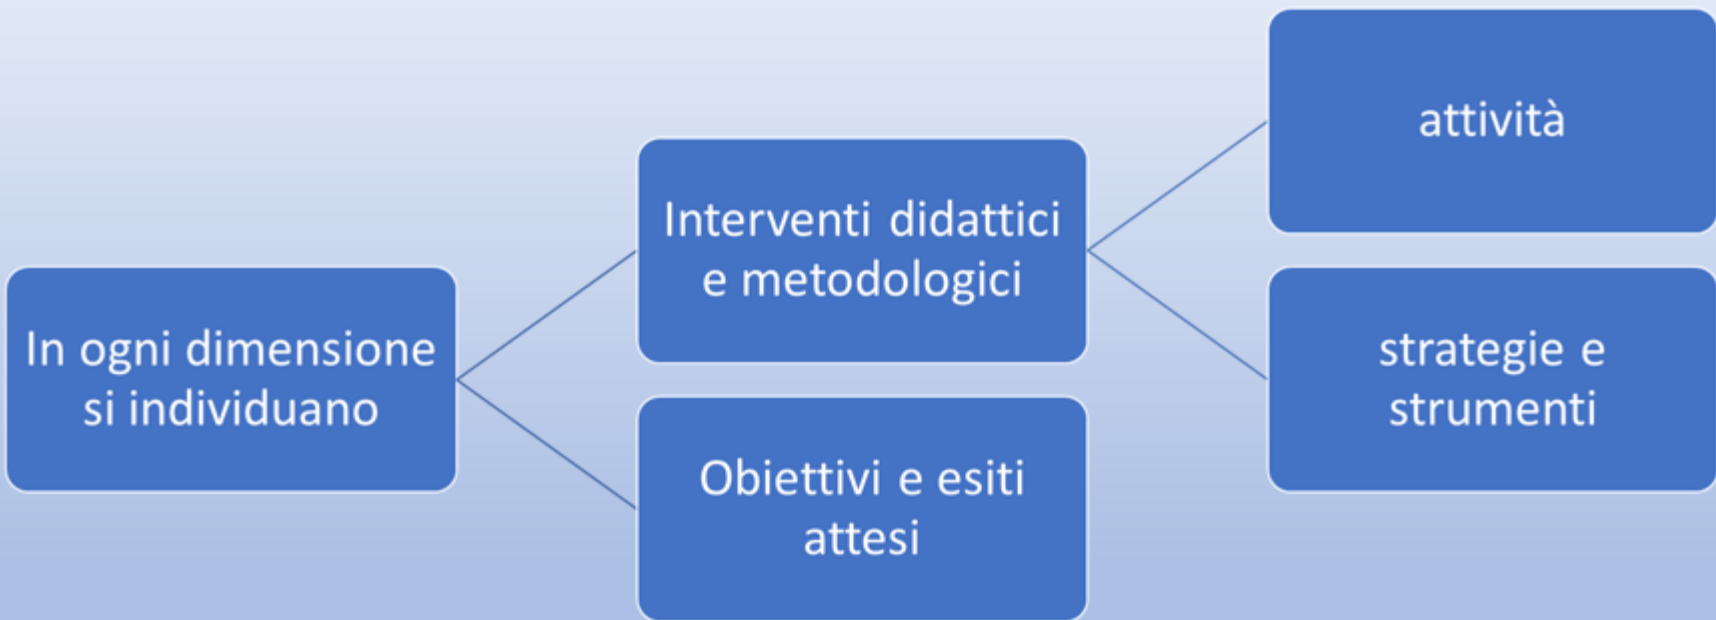 In ogni dimensione
si individuano
Interventi didattici
e metodologici
Obiettivi e esiti
attesi
attività
strategie e
strumenti